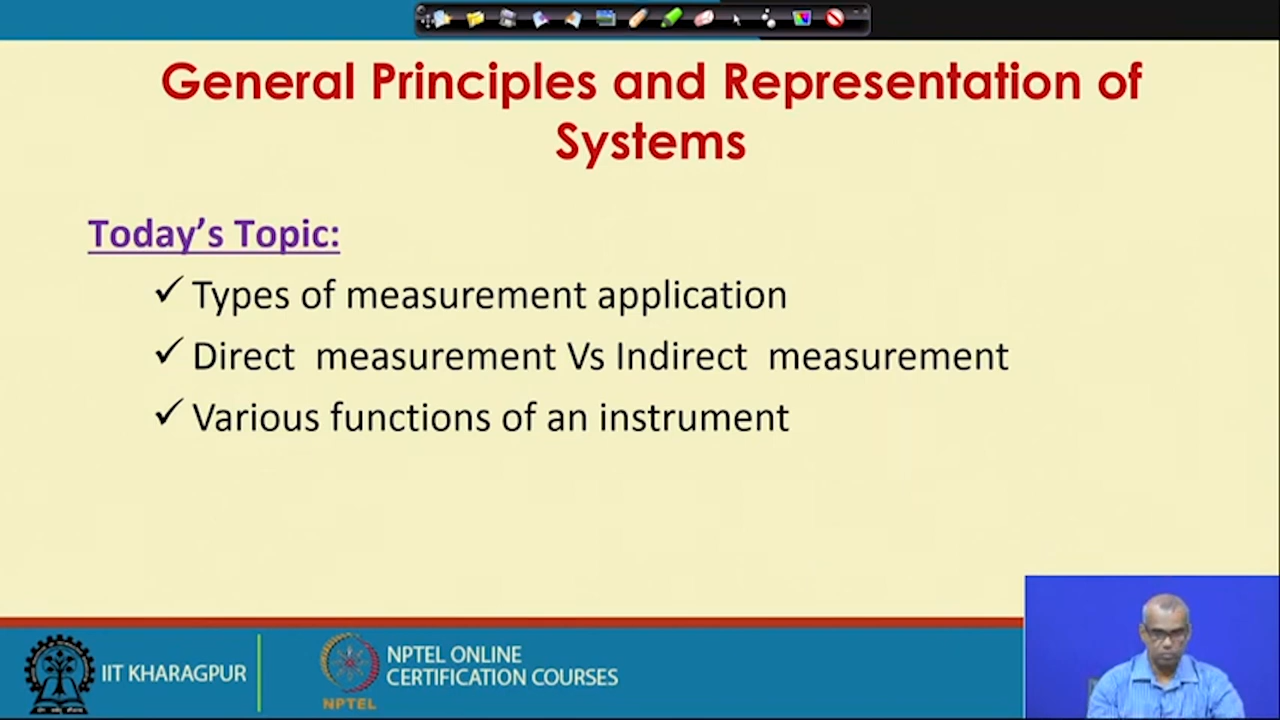 General Principles and Representation of
Systems
Today's Topic:
✓ Types of measurement application
✓ Direct measurement Vs Indirect measurement
✓ Various functions of an instrument
IIT KHARAGPUR
NPTEL
NPTEL ONLINE
CERTIFICATION COURSES